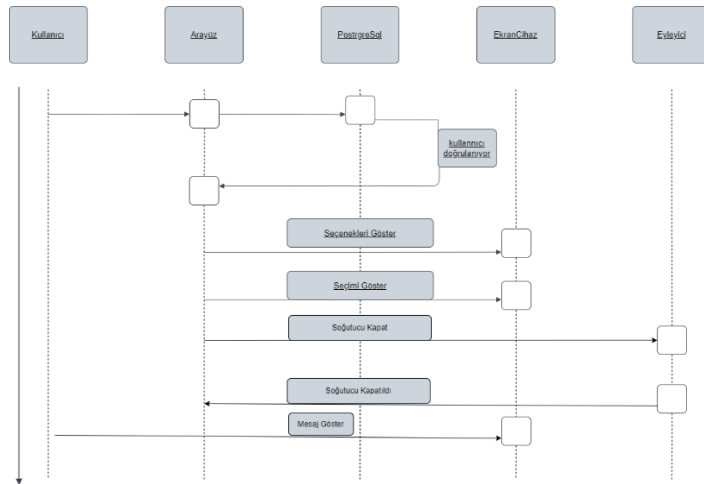 Kullanıcı
Arayüz
PostrgreSql
EkranCihaz
Eyleyici
kullanıcı
doğrulanıyor
Seçenekleri Göster
Seçimi Göster
Soğutucu Kapat
Soğutucu Kapatıldı
Mesaj Göster